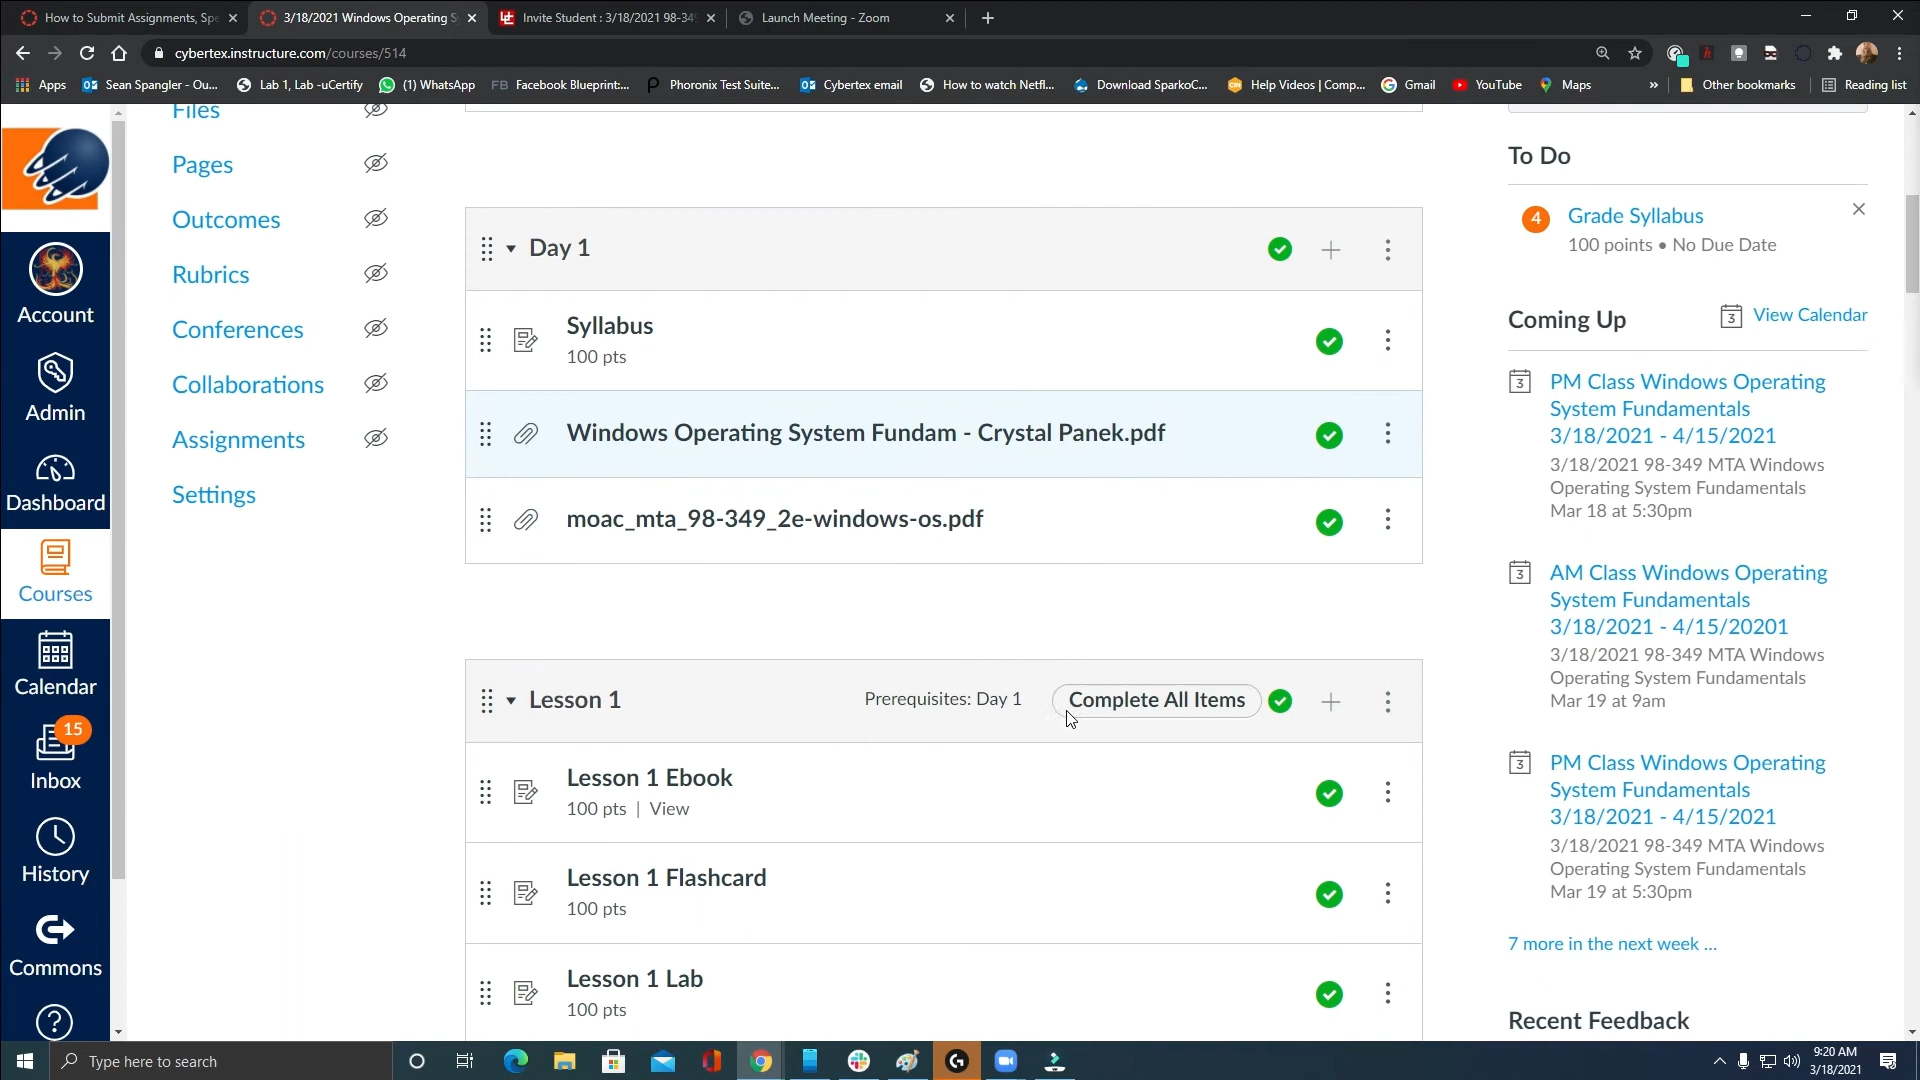 How to Submit Assignments, Spe
3/18/2021 Windows Operating S
Invite Student : 3/18/2021 98-34
Launch Meeting - Zoom
cybertex.instructure.com/courses/514
Apps
Sean Spangler - Ou...
Lab 1, Lab -uCertify
(1) WhatsApp
FB Facebook Blueprint...
Phoronix Test Suite...
Cybertex email
How to watch Netfl...
Download SparkoC...
Help Videos | Comp...
Gmail
YouTube
Maps
»
Other bookmarks
Reading list
Account
Admin
Dashboard
Courses
Calendar
15
Inbox
History
Commons
Files
Pages
Outcomes
Rubrics
Conferences
Collaborations
Assignments
Settings
Day 1
Syllabus
100 pts
Windows Operating System Fundam - Crystal Panek.pdf
moac_mta_98-349_2e-windows-os.pdf
Lesson 1
Prerequisites: Day 1
Complete All Items
Lesson 1 Ebook
100 pts | View
Lesson 1 Flashcard
100 pts
Lesson 1 Lab
100 pts
To Do
4
Grade Syllabus
100 points • No Due Date
Coming Up
3 View Calendar
3
PM Class Windows Operating
System Fundamentals
3/18/2021 - 4/15/2021
3/18/2021 98-349 MTA Windows
Operating System Fundamentals
Mar 18 at 5:30pm
3
AM Class Windows Operating
System Fundamentals
3/18/2021 - 4/15/20201
3/18/2021 98-349 MTA Windows
Operating System Fundamentals
Mar 19 at 9am
3
PM Class Windows Operating
System Fundamentals
3/18/2021 - 4/15/2021
3/18/2021 98-349 MTA Windows
Operating System Fundamentals
Mar 19 at 5:30pm
7 more in the next week ...
Recent Feedback
Type here to search
9:20 AM
3/18/2021